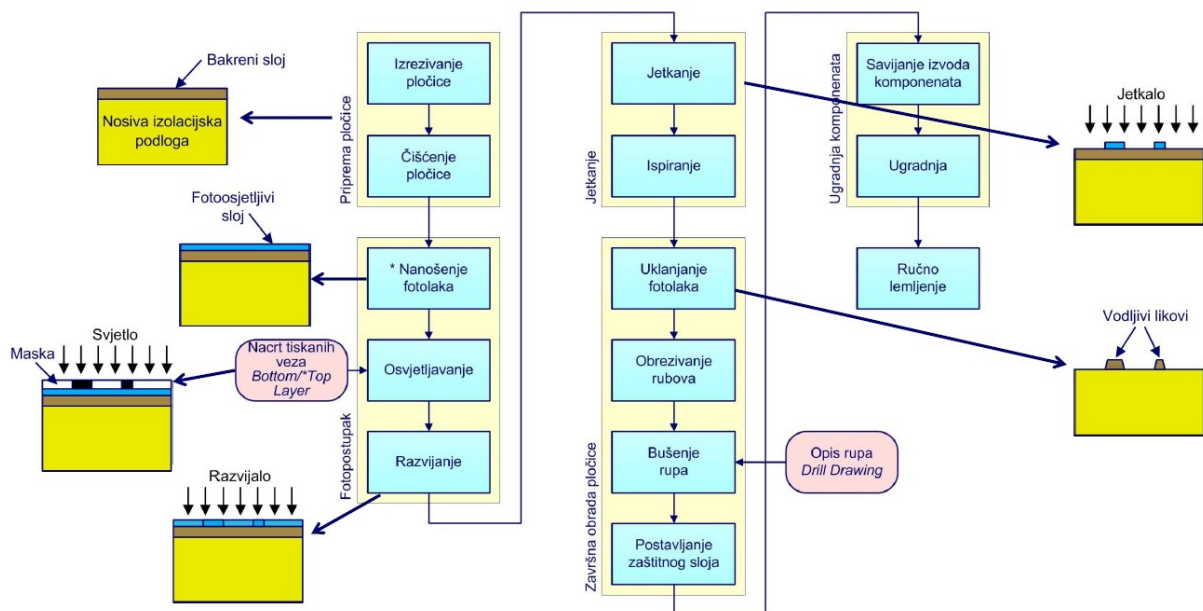 Bakreni sloj
Nosiva izolacijska
podloga
Fotoosjetljivi
sloj
Svjetlo
Maska
Nacrt tiskanih
veza
Bottom/*Top
Layer
Razvijalo
Priprema pločice
Izrezivanje
pločice
Čišćenje
pločice
Fotopostupak
* Nanošenje
fotolaka
Osvjetljavanje
Razvijanje
Jetkanje
Jetkanje
Ispiranje
Završna obrada pločice
Uklanjanje
fotolaka
Obrezivanje
rubova
Bušenje
rupa
Postavljanje
zaštitnog sloja
Opis rupa
Drill Drawing
Ugradnja komponenata
Savijanje izvoda
komponenata
Ugradnja
Ručno
lemljenje
Jetkalo
Vodljivi likovi